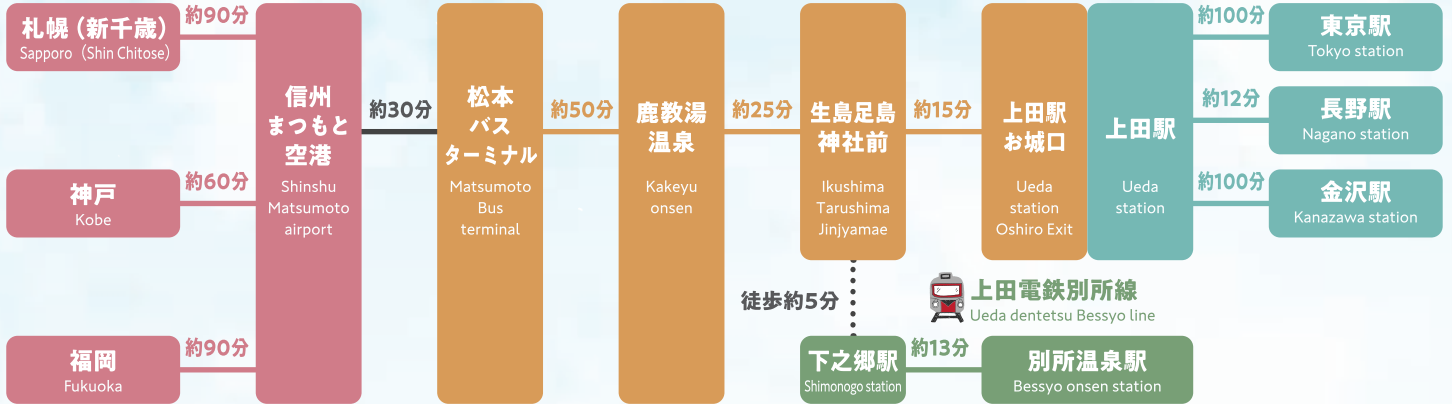 札幌（新千歳）
Sapporo（Shin Chitose）
約90分
神戸
Kobe
約60分
福岡
Fukuoka
約90分
信州
まつもと
空港
Shinshu
Matsumoto
airport
約30分
松本
バス
ターミナル
Matsumoto
Bus
terminal
約50分
鹿教湯
温泉
Kakeyu
onsen
約25分
生島足島
神社前
Ikushima
Tarushima
Jinjyamae
約15分
上田駅
お城口
Ueda
station
Oshiro Exit
上田駅
Ueda
station
約100分
東京駅
Tokyo station
約12分
長野駅
Nagano station
約100分
金沢駅
Kanazawa station
徒歩約5分
上田電鉄別所線
Ueda dentetsu Bessyo line
下之郷駅
Shimonogo station
約13分
別所温泉駅
Bessyo onsen station